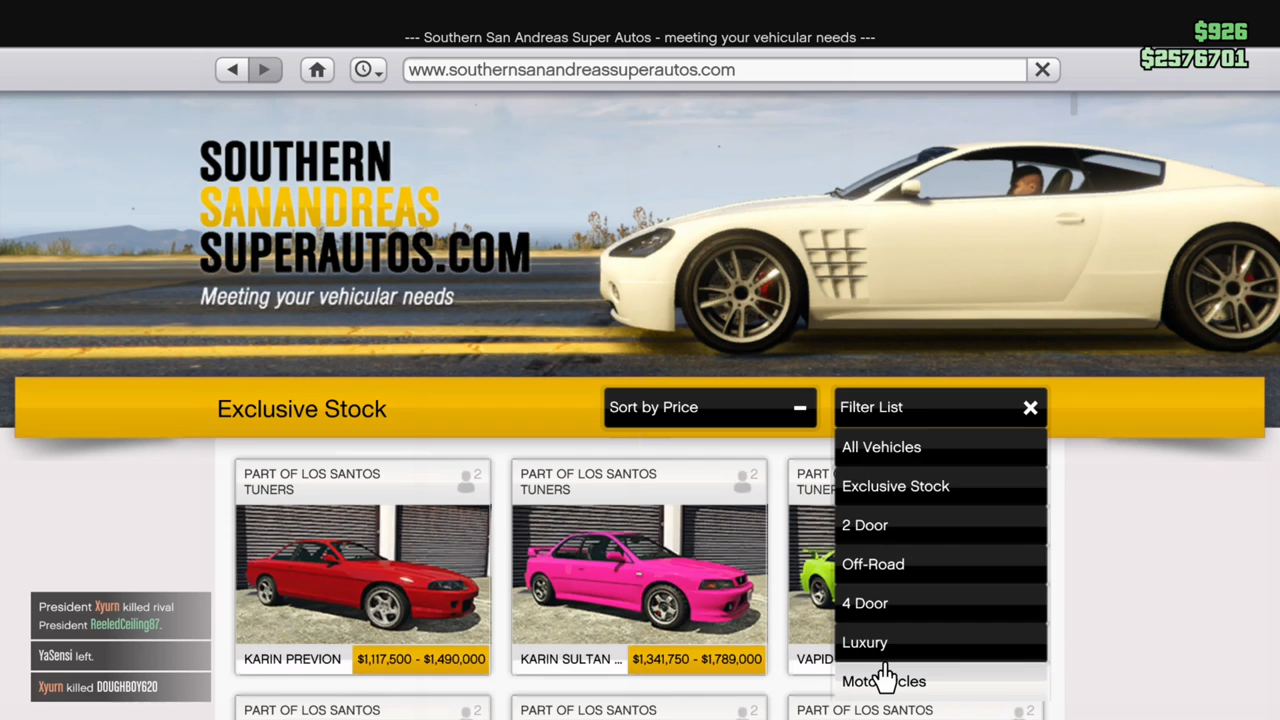 --- Southern San Andreas Super Autos - meeting your vehicular needs ---
$926
$2576701
www.southernsanandreassuperautos.com
SOUTHERN
SANANDREAS
SUPERAUTOS.COM
Meeting your vehicular needs
Exclusive Stock
Sort by Price
Filter List
All Vehicles
Exclusive Stock
2 Door
Off-Road
4 Door
Luxury
PART OF LOS SANTOS
TUNERS
2
PART OF LOS SANTOS
TUNERS
2
KARIN PREVION
$1,117,500 - $1,490,000
KARIN SULTAN ...
$1,341,750 - $1,789,000
VAPID
President Xyurn killed rival
President ReeledCeiling87.
YaSensi left.
Xyurn killed DOUGHBOY620
PART OF LOS SANTOS
2
PART OF LOS SANTOS
2
PART OF LOS SANTOS
2